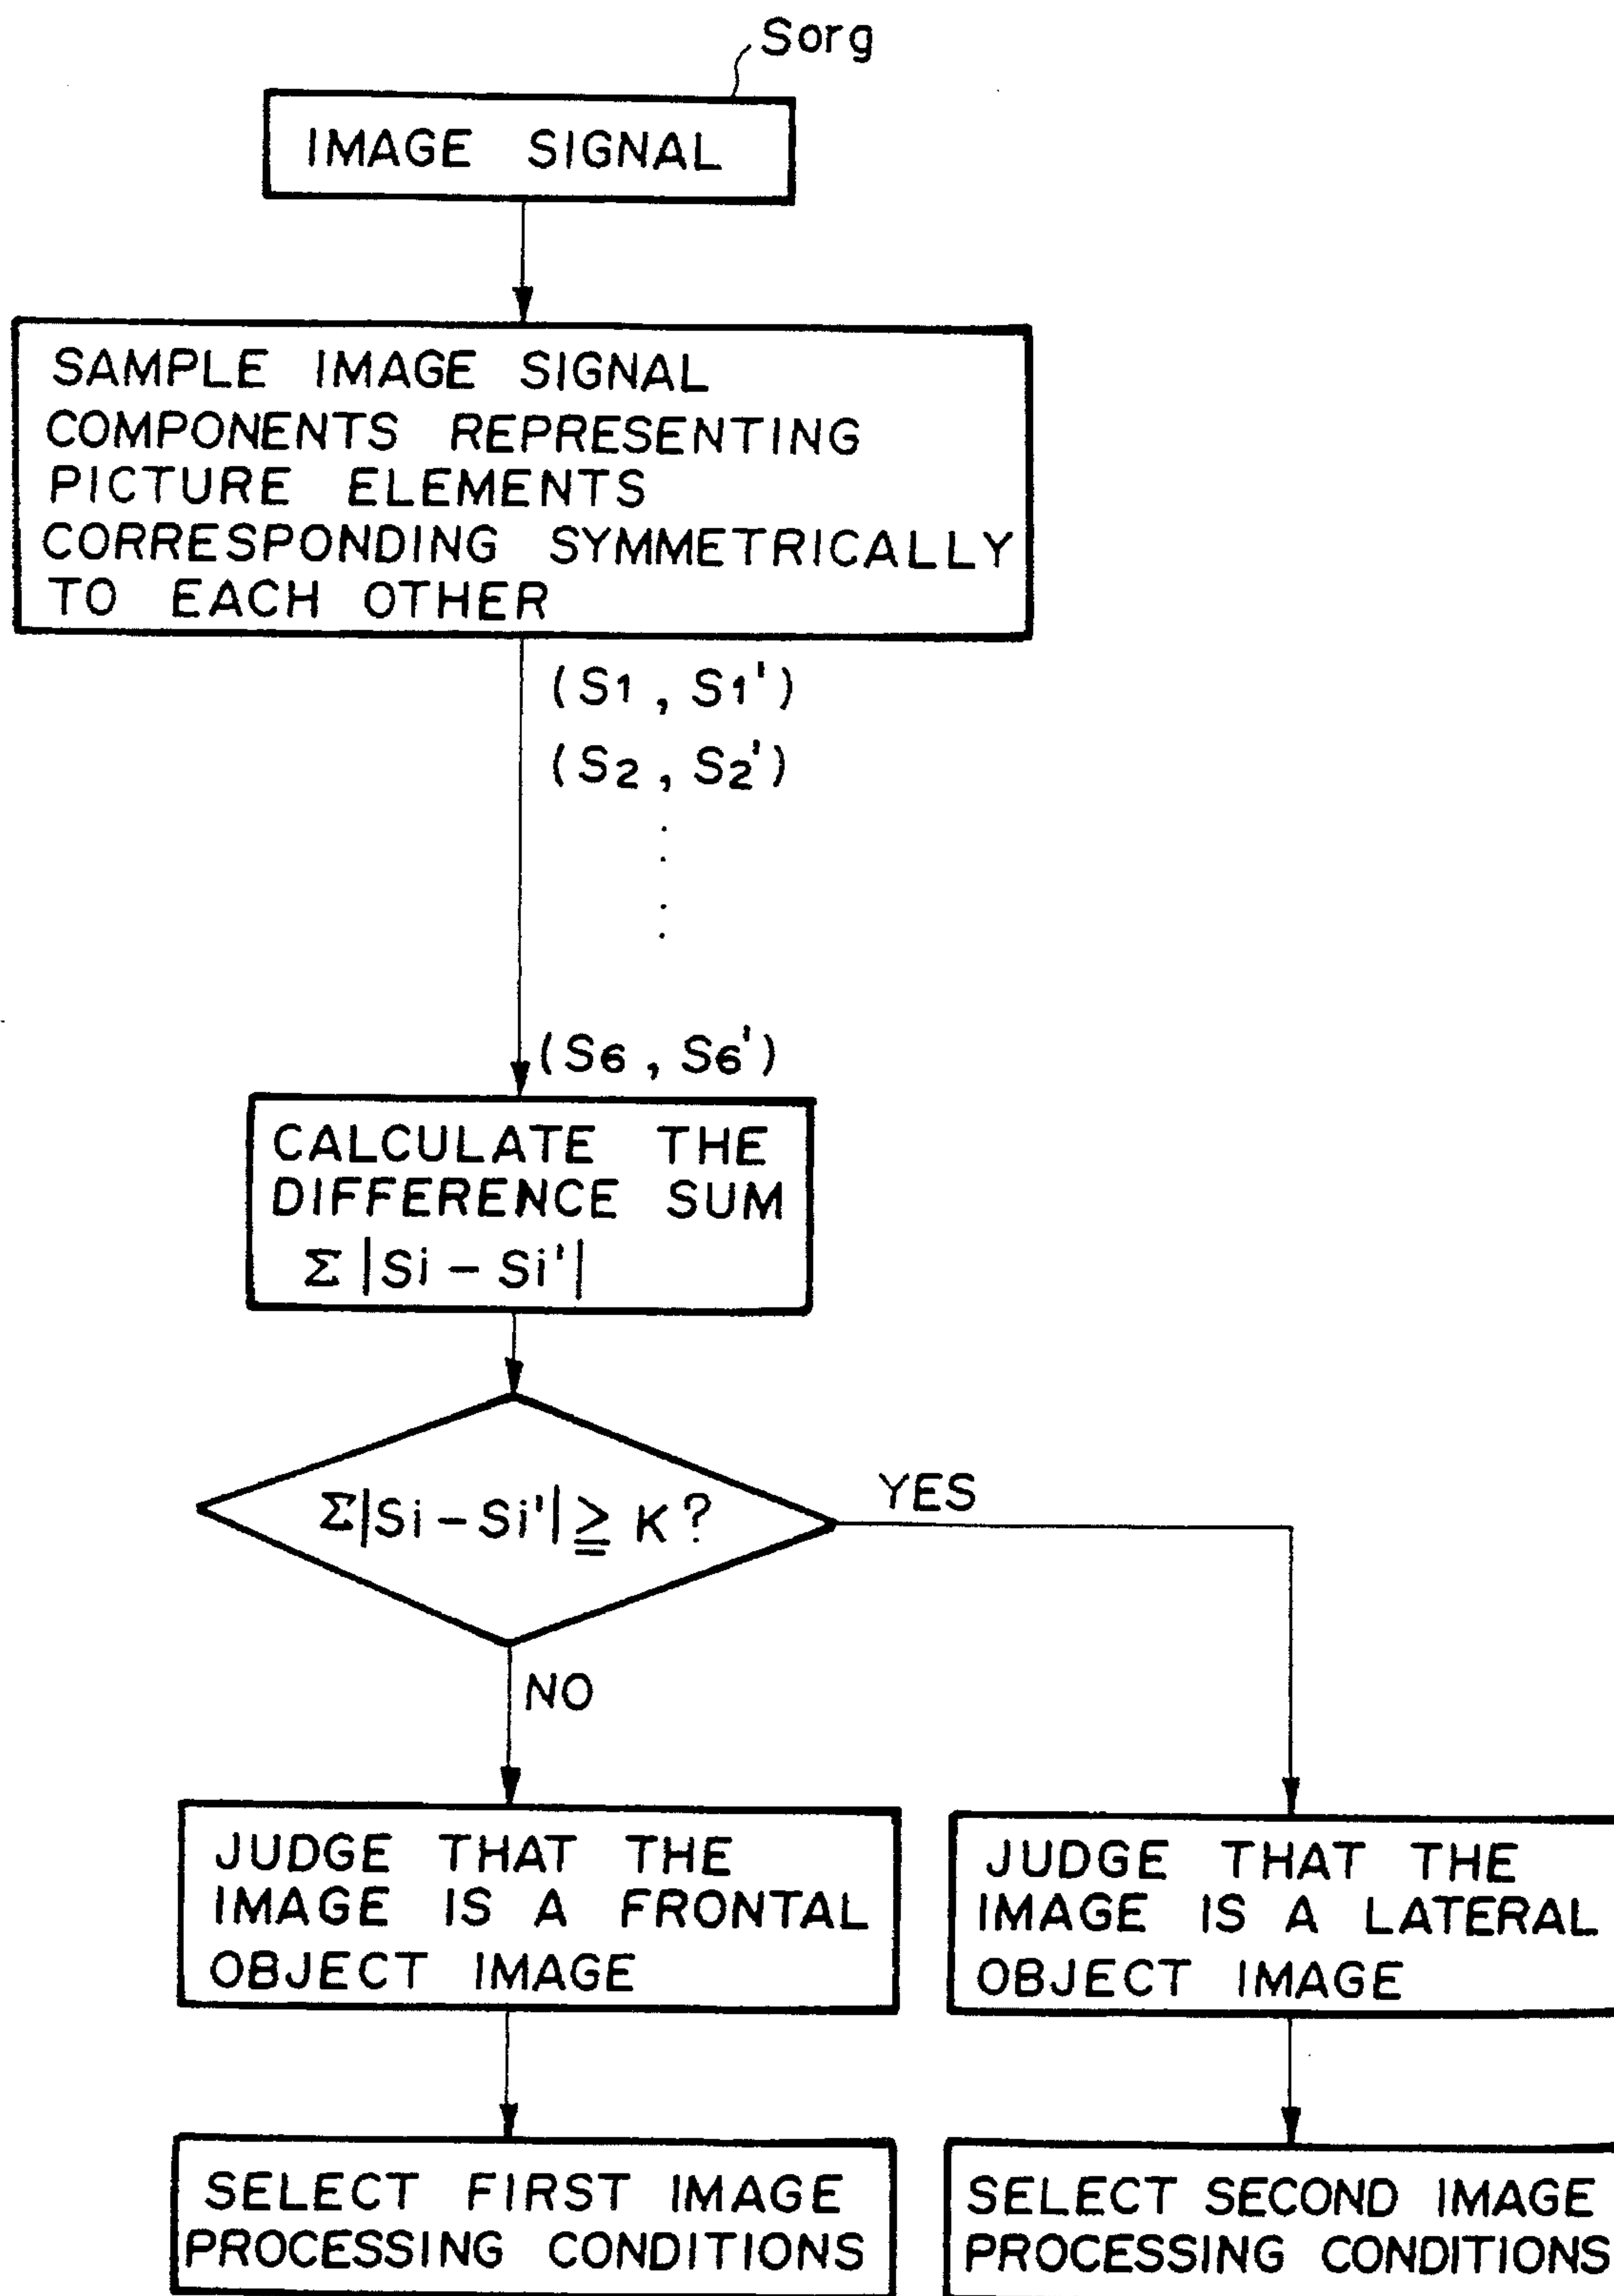 Sorg
IMAGE SIGNAL
SAMPLE IMAGE SIGNAL
COMPONENTS REPRESENTING
PICTURE ELEMENTS
CORRESPONDING SYMMETRICALLY
TO EACH OTHER
(S1, S1')
(S2, S2')
(S6, S6')
CALCULATE THE
DIFFERENCE SUM
Σ|Si-Si'|
Σ|Si-Si'| ≧ K?
YES
NO
JUDGE THAT THE
IMAGE IS A FRONTAL
OBJECT IMAGE
JUDGE THAT THE
IMAGE IS A LATERAL
OBJECT IMAGE
SELECT FIRST IMAGE
PROCESSING CONDITIONS
SELECT SECOND IMAGE
PROCESSING CONDITIONS